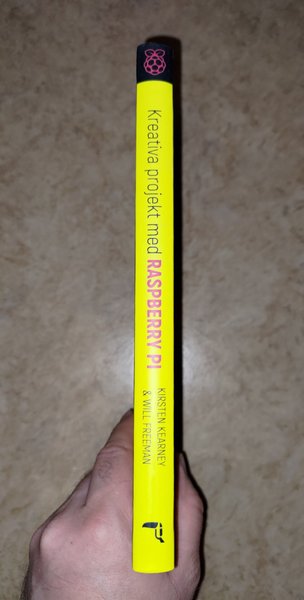 Kreativa projekt med RASPBERRY PI
KIRSTEN KEARNEY
& WILL FREEMAN